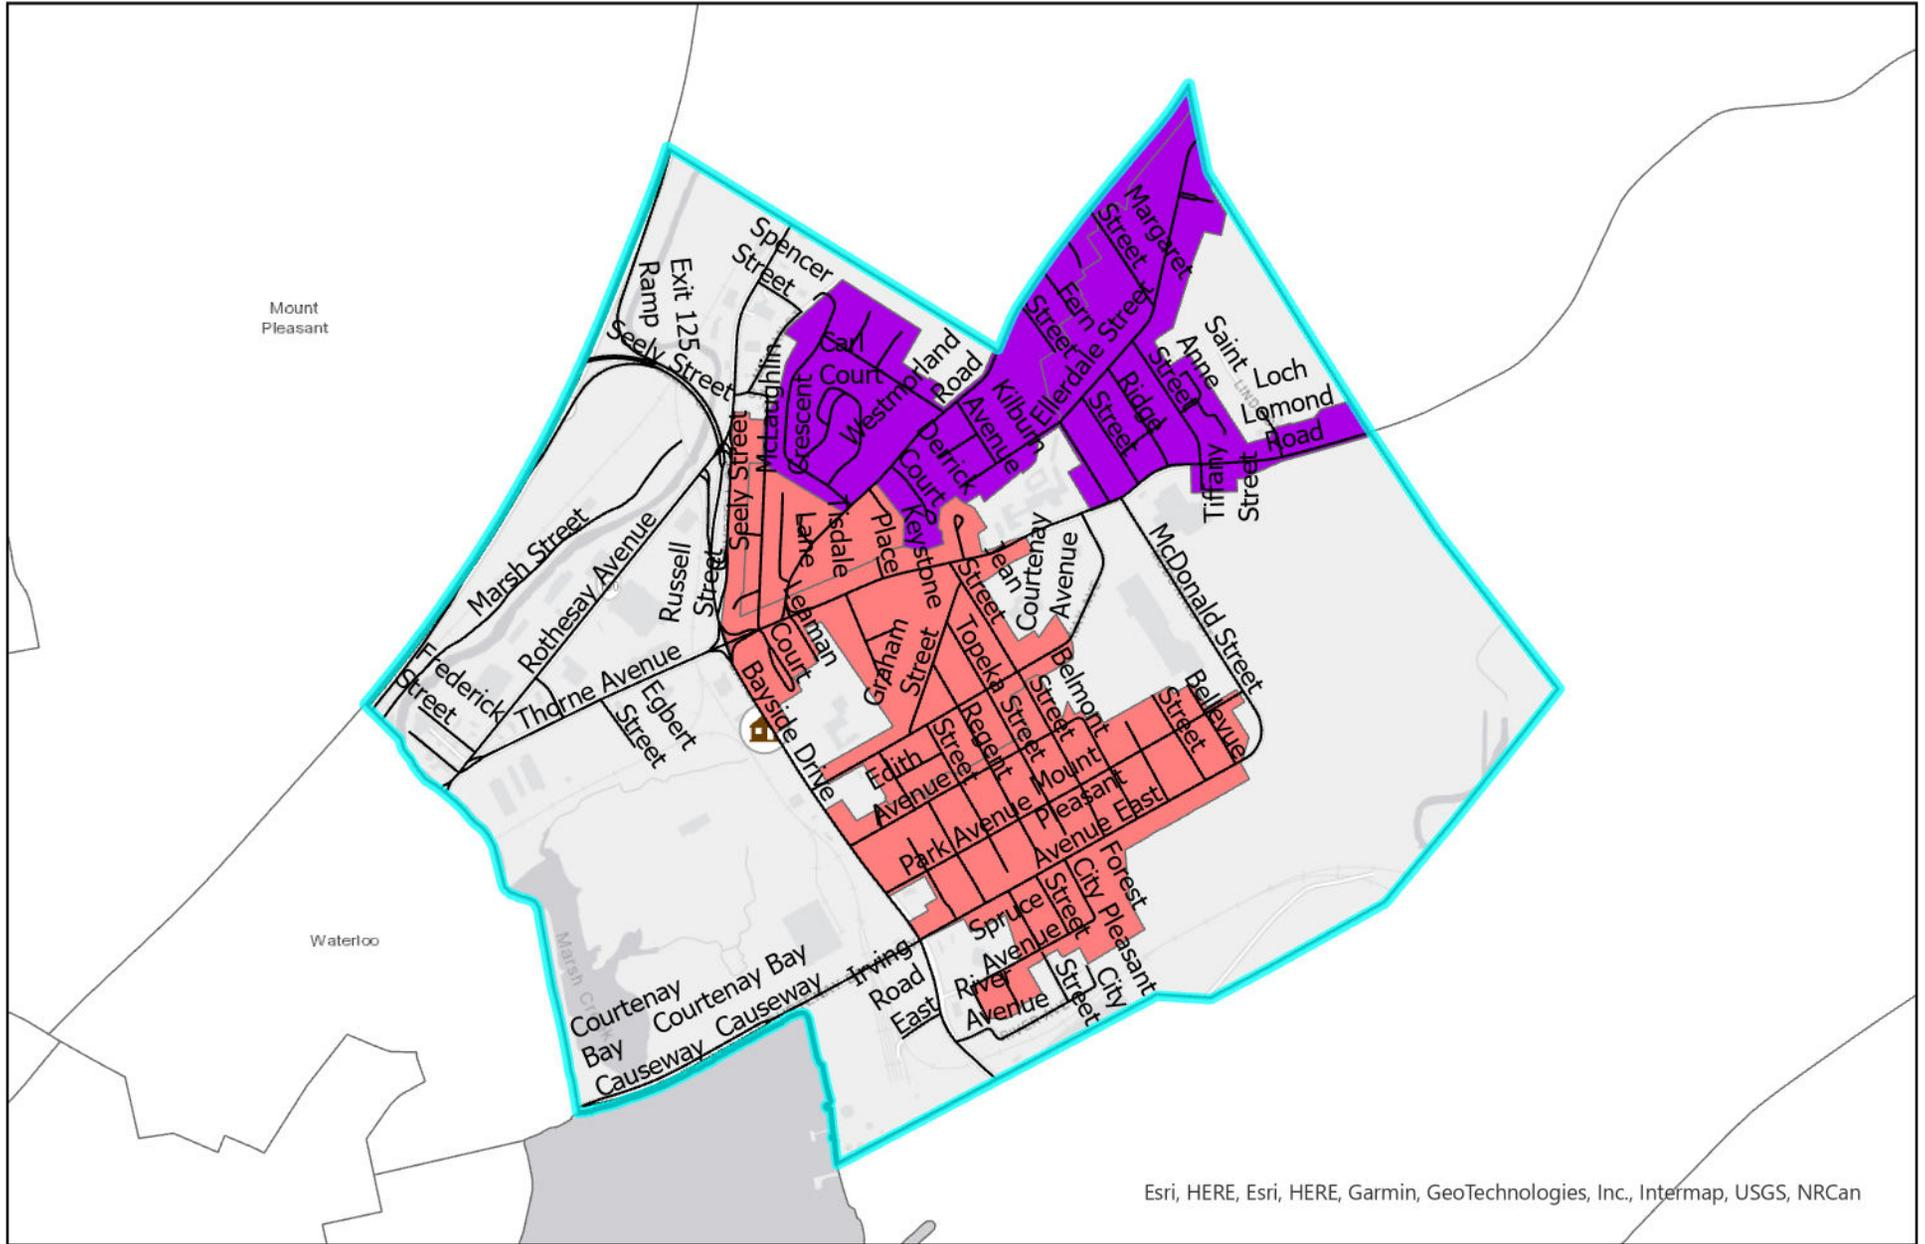 Mount
Pleasant
Waterloo
Spencer
Street
Exit 125
Ramp
Seely Street
McLaughlin
Crescent
Carl
Court
Westmorland
Road
Margaret
Street
Fern
Street
Ellerdale Street
Kilburn
Avenue
Derrick
Court
Ridge
Street
Saint
Anne
Street
Loch
Lomond
Road
Tiffany
Street
Seely Street
Marsh Street
Rothesay Avenue
Russell
Street
Lane
Tisdale
Place
Keystone
Jean
Street
Courtenay
Avenue
McDonald Street
Leaman
Court
Graham
Street
Topeka
Street
Belmont
Street
Bellevue
Street
Frederick
Street
Thorne Avenue
Egbert
Street
Bayside Drive
Edith
Avenue
Regent
Street
Mount
Pleasant
Avenue East
Park Avenue
Forest
City
Street
Spruce
Avenue
Pleasant
City
Street
River
Avenue
Irving
Road
East
Courtenay
Bay
Causeway
Courtenay Bay
Causeway
Marsh Creek
Esri, HERE, Esri, HERE, Garmin, GeoTechnologies, Inc., Intermap, USGS, NRCan